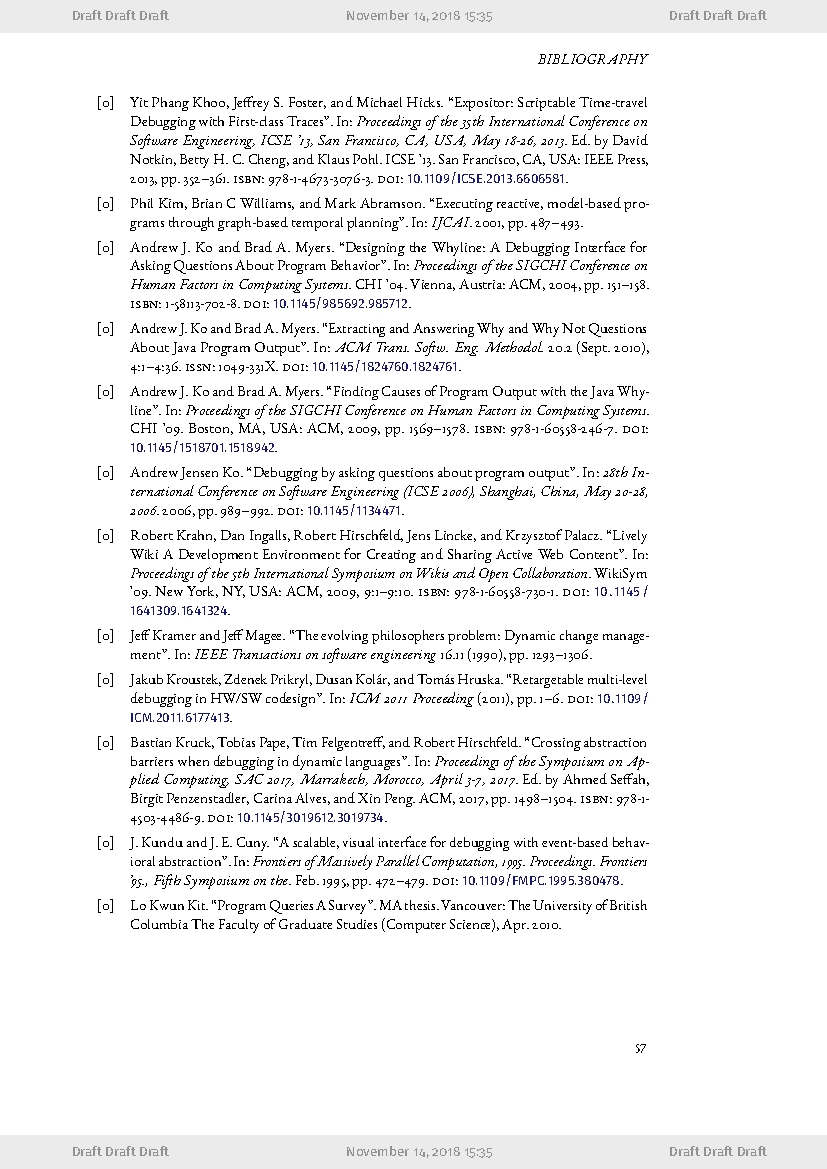 Draft Draft Draft November 14, 2018 15:35 Draft Draft Draft
BIBLIOGRAPHY
[0] Yit Phang Khoo, Jeffrey S. Foster, and Michael Hicks. “Expositor: Scriptable Time-travel
Debugging with First-class Traces”. In: Proceedings of the 35th International Conference on
Software Engineering, ICSE ’13, San Francisco, CA, USA, May 18-26, 2013. Ed. by David
Notkin, Betty H. C. Cheng, and Klaus Pohl. ICSE ’13. San Francisco, CA, USA: IEEE Press,
2013, pp. 352–361. ISBN: 978-1-4673-3076-3. DOI: 10.1109/ICSE.2013.6606581.
[0] Phil Kim, Brian C Williams, and Mark Abramson. “Executing reactive, model-based pro-
grams through graph-based temporal planning”. In: IJCAI. 2001, pp. 487–493.
[0] Andrew J. Ko and Brad A. Myers. “Designing the Whyline: A Debugging Interface for
Asking Questions About Program Behavior”. In: Proceedings of the SIGCHI Conference on
Human Factors in Computing Systems. CHI ’04. Vienna, Austria: ACM, 2004, pp. 151–158.
ISBN: 1-58113-702-8. DOI: 10.1145/985692.985712.
[0] Andrew J. Ko and Brad A. Myers. “Extracting and Answering Why and Why Not Questions
About Java Program Output”. In: ACM Trans. Softw. Eng. Methodol. 20.2 (Sept. 2010),
4:1–4:36. ISSN: 1049-331X. DOI: 10.1145/1824760.1824761.
[0] Andrew J. Ko and Brad A. Myers. “Finding Causes of Program Output with the Java Why-
line”. In: Proceedings of the SIGCHI Conference on Human Factors in Computing Systems.
CHI ’09. Boston, MA, USA: ACM, 2009, pp. 1569–1578. ISBN: 978-1-60558-246-7. DOI:
10.1145/1518701.1518942.
[0] Andrew Jensen Ko. “Debugging by asking questions about program output”. In: 28th In-
ternational Conference on Software Engineering (ICSE 2006), Shanghai, China, May 20-28,
2006. 2006, pp. 989–992. DOI: 10.1145/1134471.
[0] Robert Krahn, Dan Ingalls, Robert Hirschfeld, Jens Lincke, and Krzysztof Palacz. “Lively
Wiki A Development Environment for Creating and Sharing Active Web Content”. In:
Proceedings of the 5th International Symposium on Wikis and Open Collaboration. WikiSym
’09. New York, NY, USA: ACM, 2009, 9:1–9:10. ISBN: 978-1-60558-730-1. DOI: 10.1145/
1641309.1641324.
[0] Jeff Kramer and Jeff Magee. “The evolving philosophers problem: Dynamic change manage-
ment”. In: IEEE Transactions on software engineering 16.11 (1990), pp. 1293–1306.
[0] Jakub Kroustek, Zdenek Prikryl, Dusan Kolár, and Tomás Hruska. “Retargetable multi-level
debugging in HW/SW codesign”. In: ICM 2011 Proceeding (2011), pp. 1–6. DOI: 10.1109/
ICM.2011.6177413.
[0] Bastian Kruck, Tobias Pape, Tim Felgentreff, and Robert Hirschfeld. “Crossing abstraction
barriers when debugging in dynamic languages”. In: Proceedings of the Symposium on Ap-
plied Computing, SAC 2017, Marrakech, Morocco, April 3-7, 2017. Ed. by Ahmed Seffah,
Birgit Penzenstadler, Carina Alves, and Xin Peng. ACM, 2017, pp. 1498–1504. ISBN: 978-1-
4503-4486-9. DOI: 10.1145/3019612.3019734.
[0] J. Kundu and J. E. Cuny. “A scalable, visual interface for debugging with event-based behav-
ioral abstraction”. In: Frontiers of Massively Parallel Computation, 1995. Proceedings. Frontiers
’95., Fifth Symposium on the. Feb. 1995, pp. 472–479. DOI: 10.1109/FMPC.1995.380478.
[0] Lo Kwun Kit. “Program Queries A Survey”. MA thesis. Vancouver: The University of British
Columbia The Faculty of Graduate Studies (Computer Science), Apr. 2010.
57
Draft Draft Draft November 14, 2018 15:35 Draft Draft Draft